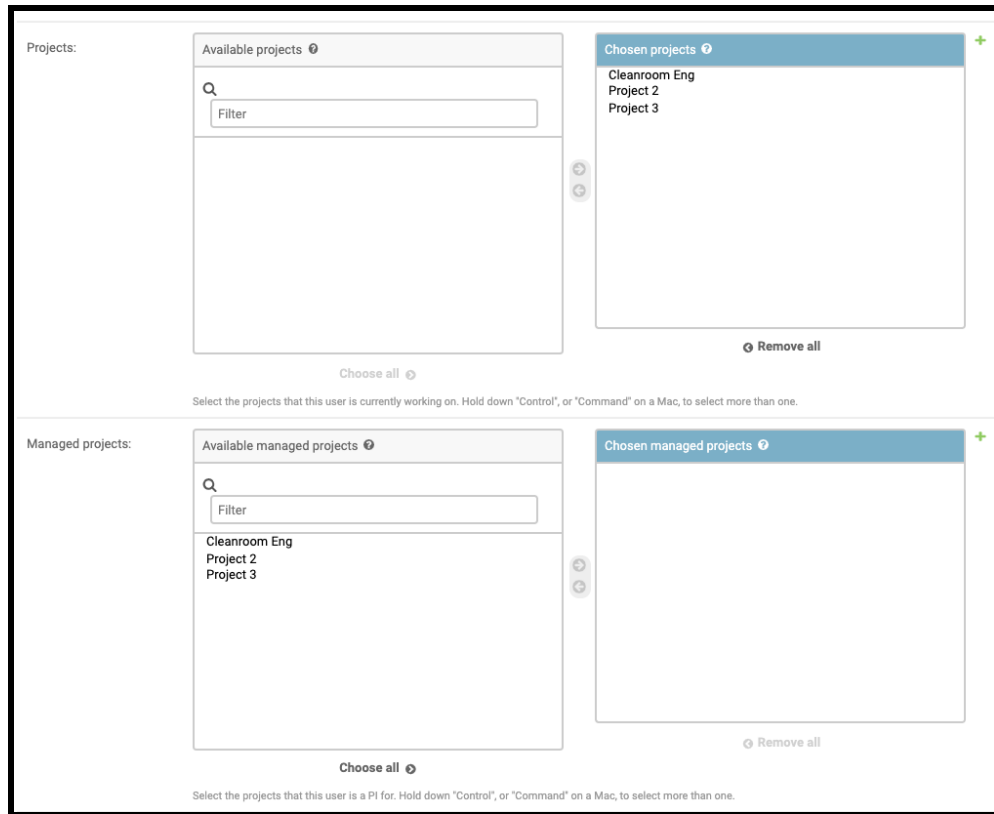 Projects:
Available projects
Chosen projects
Filter
Cleanroom Eng
Project 2
Project 3
Remove all
Choose all
Select the projects that this user is currently working on. Hold down "Control", or "Command" on a Mac, to select more than one.
Managed projects:
Available managed projects
Chosen managed projects
Filter
Cleanroom Eng
Project 2
Project 3
Remove all
Choose all
Select the projects that this user is a PI for. Hold down "Control", or "Command" on a Mac, to select more than one.